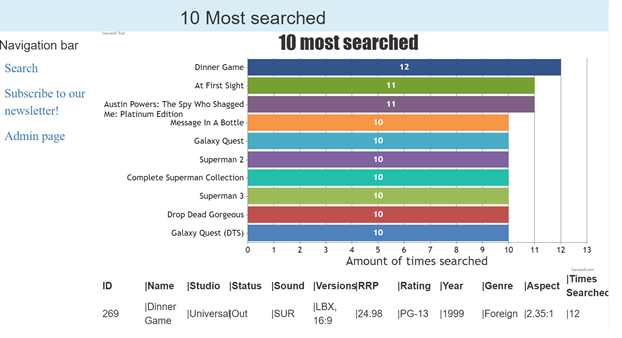 10 Most searched
Navigation bar
Search
Subscribe to our
newsletter!
Admin page
CanvasJS Trial
10 most searched
Dinner Game 12
At First Sight 11
Austin Powers: The Spy Who Shagged
Me: Platinum Edition 11
Message In A Bottle 10
Galaxy Quest 10
Superman 2 10
Complete Superman Collection 10
Superman 3 10
Drop Dead Gorgeous 10
Galaxy Quest (DTS) 10
0 1 2 3 4 5 6 7 8 9 10 11 12 13
Amount of times searched
CanvasJS.com
ID |Name |Studio |Status |Sound |Versions|RRP |Rating |Year |Genre |Aspect |Times
Searched
269 |Dinner |Universal|Out |SUR |LBX, |24.98 |PG-13 |1999 |Foreign |2.35:1 |12
Game 16:9